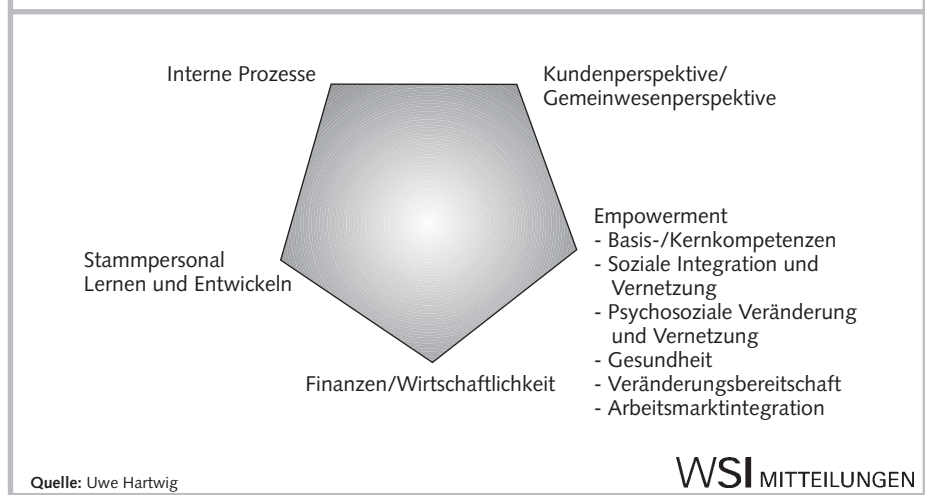 Interne Prozesse
Kundenperspektive/
Gemeinwesenperspektive
Empowerment
- Basis-/Kernkompetenzen
- Soziale Integration und
Vernetzung
- Psychosoziale Veränderung
und Vernetzung
- Gesundheit
- Veränderungsbereitschaft
- Arbeitsmarktintegration
Stammpersonal
Lernen und Entwickeln
Finanzen/Wirtschaftlichkeit
Quelle: Uwe Hartwig
WSI MITTEILUNGEN